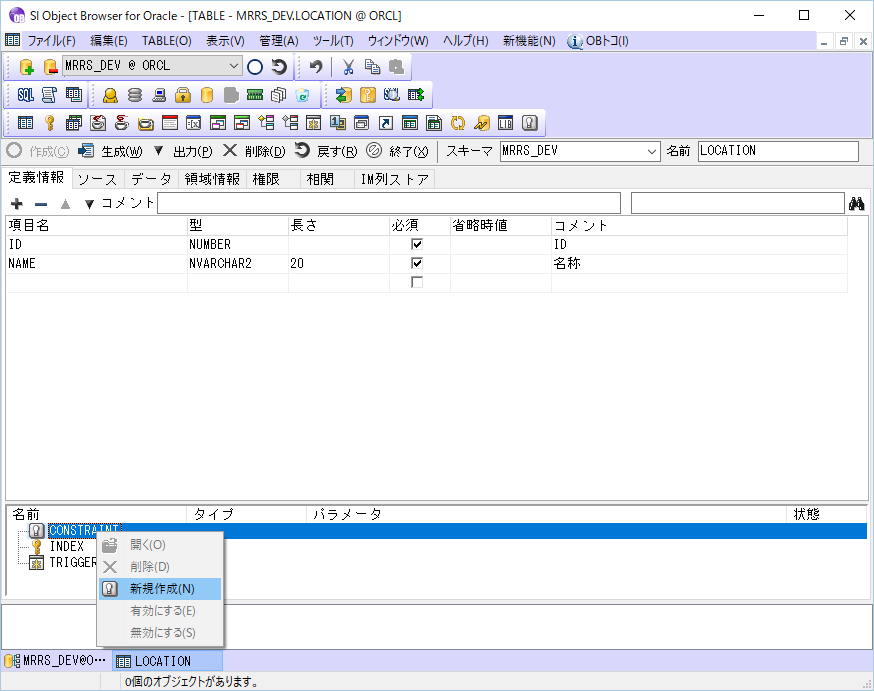 SI Object Browser for Oracle - [TABLE - MRRS_DEV.LOCATION @ ORCL]
ファイル(F) 編集(E) TABLE(O) 表示(V) 管理(A) ツール(T) ウィンドウ(W) ヘルプ(H) 新機能(N) OBトコ(I)
MRRS_DEV @ ORCL
SQL
作成(C) 生成(W) 出力(P) 削除(D) 戻す(R) 終了(X) スキーマ MRRS_DEV 名前 LOCATION
定義情報 ソース データ 領域情報 権限 相関 IM列ストア
コメント
項目名 型 長さ 必須 省略時値 コメント
ID NUMBER ID
NAME NVARCHAR2 20 名称
名前 タイプ パラメータ 状態
CONSTRAINT
INDEX
TRIGGER
開く(O)
削除(D)
新規作成(N)
有効にする(E)
無効にする(S)
MRRS_DEV@O… LOCATION
0個のオブジェクトがあります。